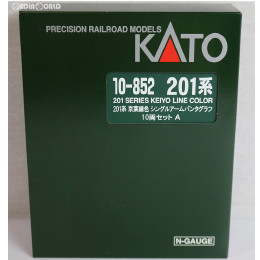 MEDIAWORLD
PRECISION RAILROAD MODELS
KATO
10-852 201系
201 SERIES KEIYO LINE COLOR
201系 京葉線色 シングルアームパンタグラフ
10両セット A
N-GAUGE